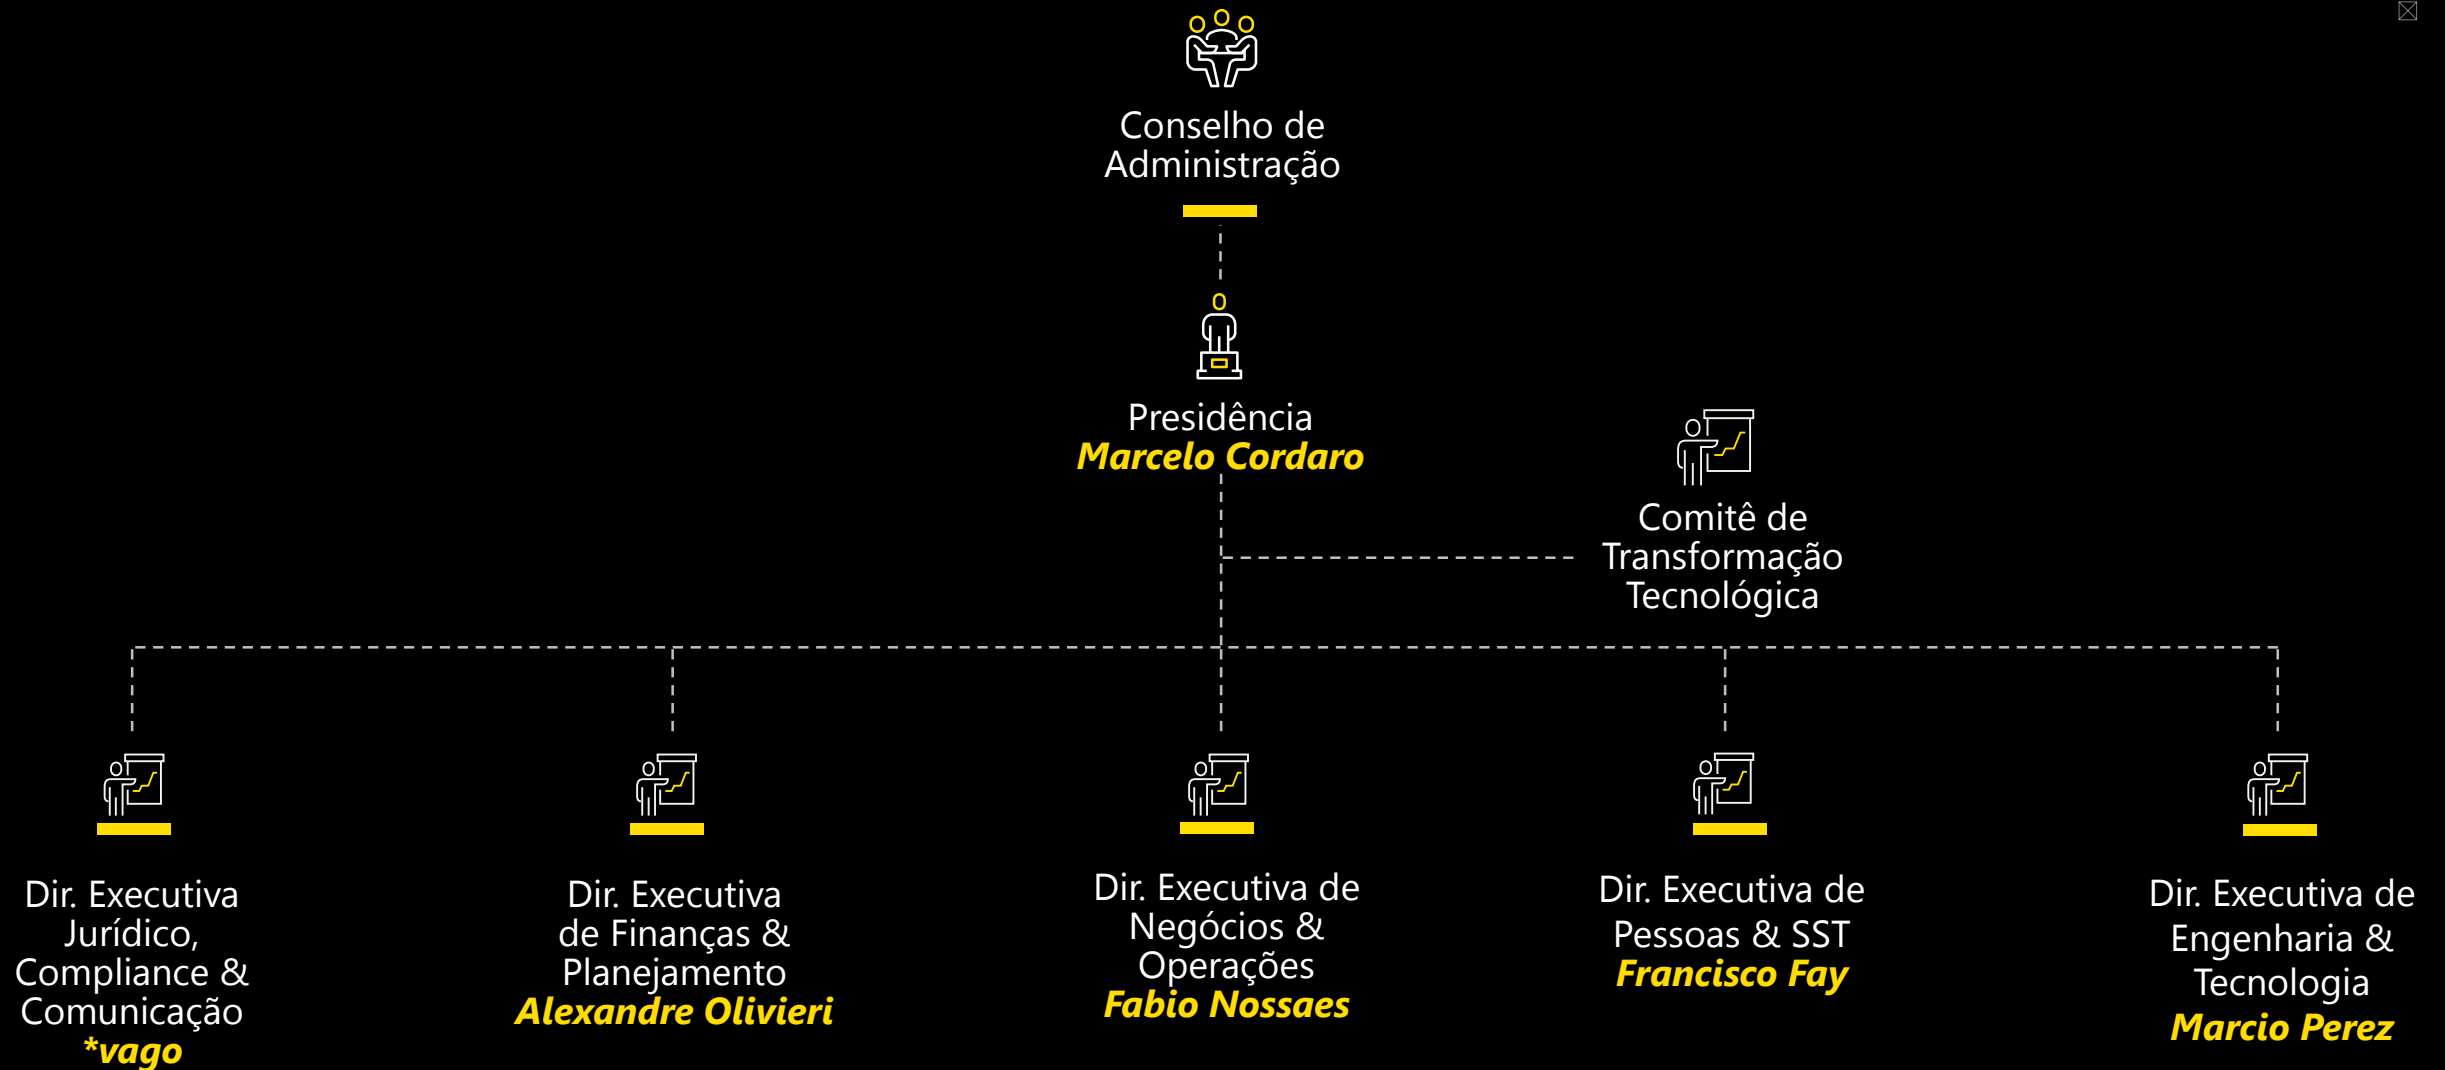 Conselho de
Administração
Presidência
Marcelo Cordaro
Comitê de
Transformação
Tecnológica
Dir. Executiva
Jurídico,
Compliance &
Comunicação
*vago
Dir. Executiva
de Finanças &
Planejamento
Alexandre Olivieri
Dir. Executiva de
Negócios &
Operações
Fabio Nossaes
Dir. Executiva de
Pessoas & SST
Francisco Fay
Dir. Executiva de
Engenharia &
Tecnologia
Marcio Perez